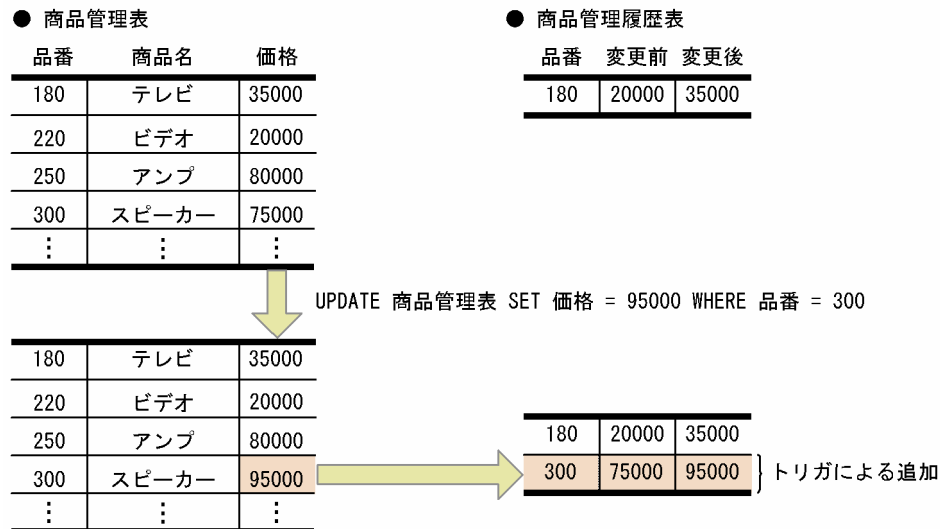 ● 商品管理表
品番 商品名 価格
180 テレビ 35000
220 ビデオ 20000
250 アンプ 80000
300 スピーカー 75000
⋮ ⋮ ⋮
● 商品管理履歴表
品番 変更前 変更後
180 20000 35000
UPDATE 商品管理表 SET 価格 = 95000 WHERE 品番 = 300
180 テレビ 35000
220 ビデオ 20000
250 アンプ 80000
300 スピーカー 95000
⋮ ⋮ ⋮
180 20000 35000
300 75000 95000 トリガによる追加